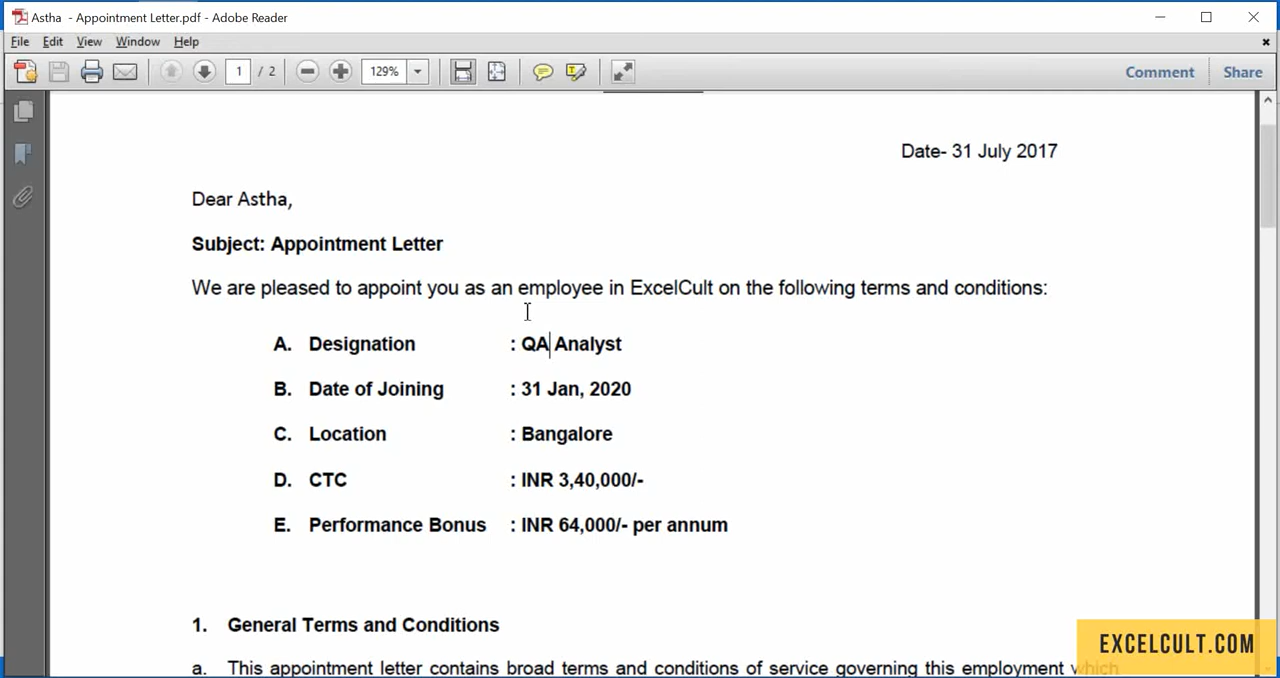 Astha - Appointment Letter.pdf - Adobe Reader
File Edit View Window Help
1 / 2 129% Comment Share
Date- 31 July 2017
Dear Astha,
Subject: Appointment Letter
We are pleased to appoint you as an employee in ExcelCult on the following terms and conditions:
A. Designation : QA Analyst
B. Date of Joining : 31 Jan, 2020
C. Location : Bangalore
D. CTC : INR 3,40,000/-
E. Performance Bonus : INR 64,000/- per annum
1. General Terms and Conditions
a. This appointment letter contains broad terms and conditions of service governing this employment which
EXCELCULT.COM